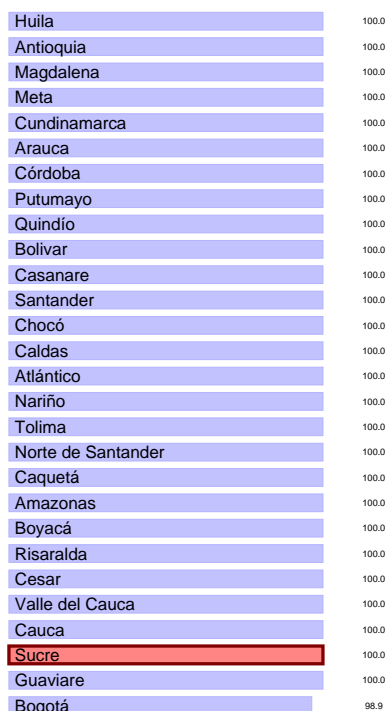 Huila 100.0
Antioquia 100.0
Magdalena 100.0
Meta 100.0
Cundinamarca 100.0
Arauca 100.0
Córdoba 100.0
Putumayo 100.0
Quindío 100.0
Bolivar 100.0
Casanare 100.0
Santander 100.0
Chocó 100.0
Caldas 100.0
Atlántico 100.0
Nariño 100.0
Tolima 100.0
Norte de Santander 100.0
Caquetá 100.0
Amazonas 100.0
Boyacá 100.0
Risaralda 100.0
Cesar 100.0
Valle del Cauca 100.0
Cauca 100.0
Sucre 100.0
Guaviare 100.0
Bogotá 98.9